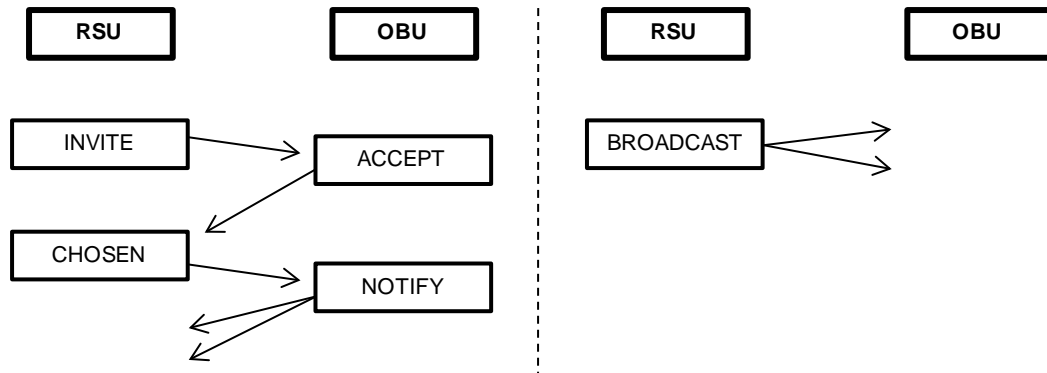 RSU
OBU
INVITE
ACCEPT
CHOSEN
NOTIFY
RSU
OBU
BROADCAST